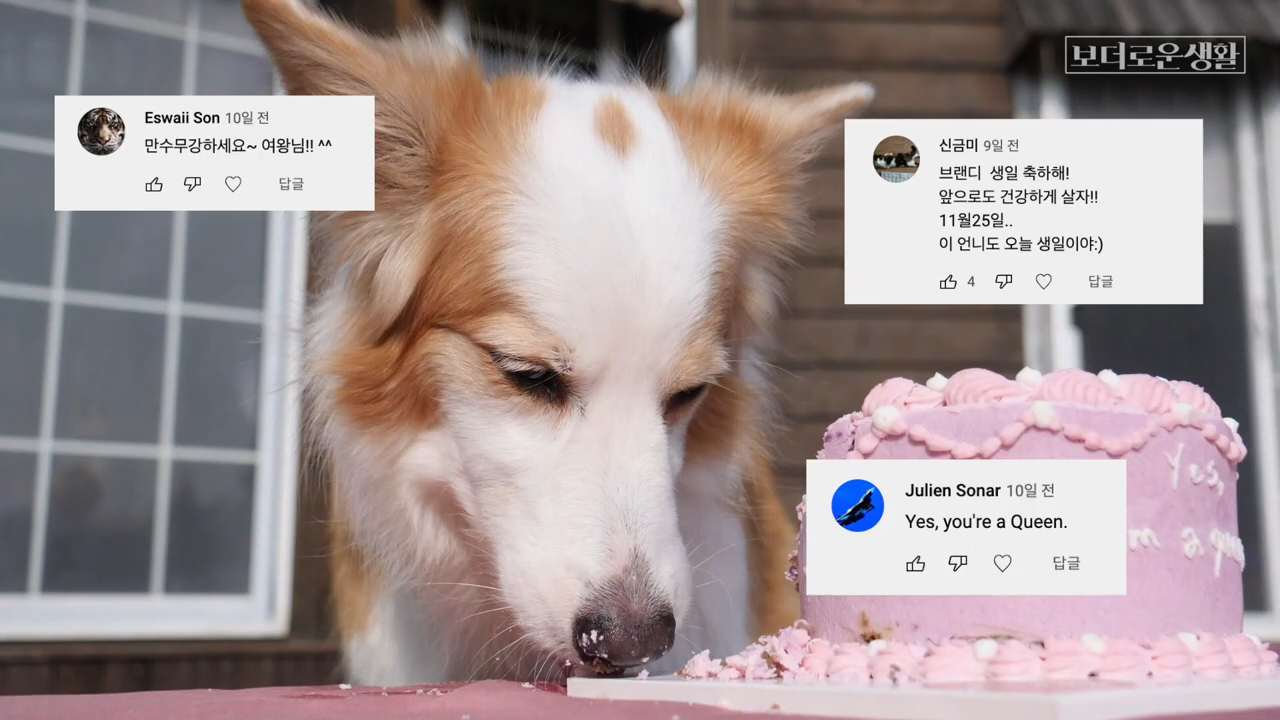 보더로운생활
Eswaii Son 10일 전
만수무강하세요~ 여왕님!! ^^
답글
신금미 9일 전
브랜디 생일 축하해!
앞으로도 건강하게 살자!!
11월25일..
이 언니도 오늘 생일이야:)
4
답글
Yes,
Julien Sonar 10일 전
Yes, you're a Queen.
답글